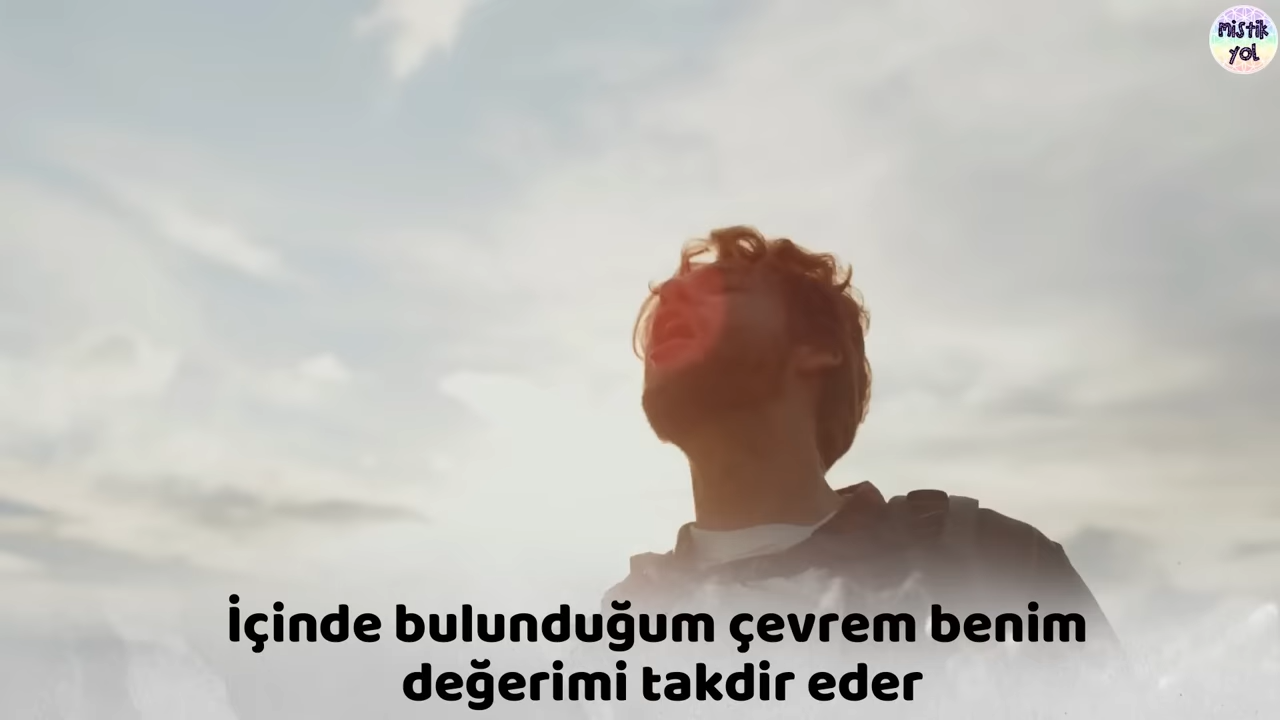 mistik
yol
İçinde bulunduğum çevrem benim
değerimi takdir eder